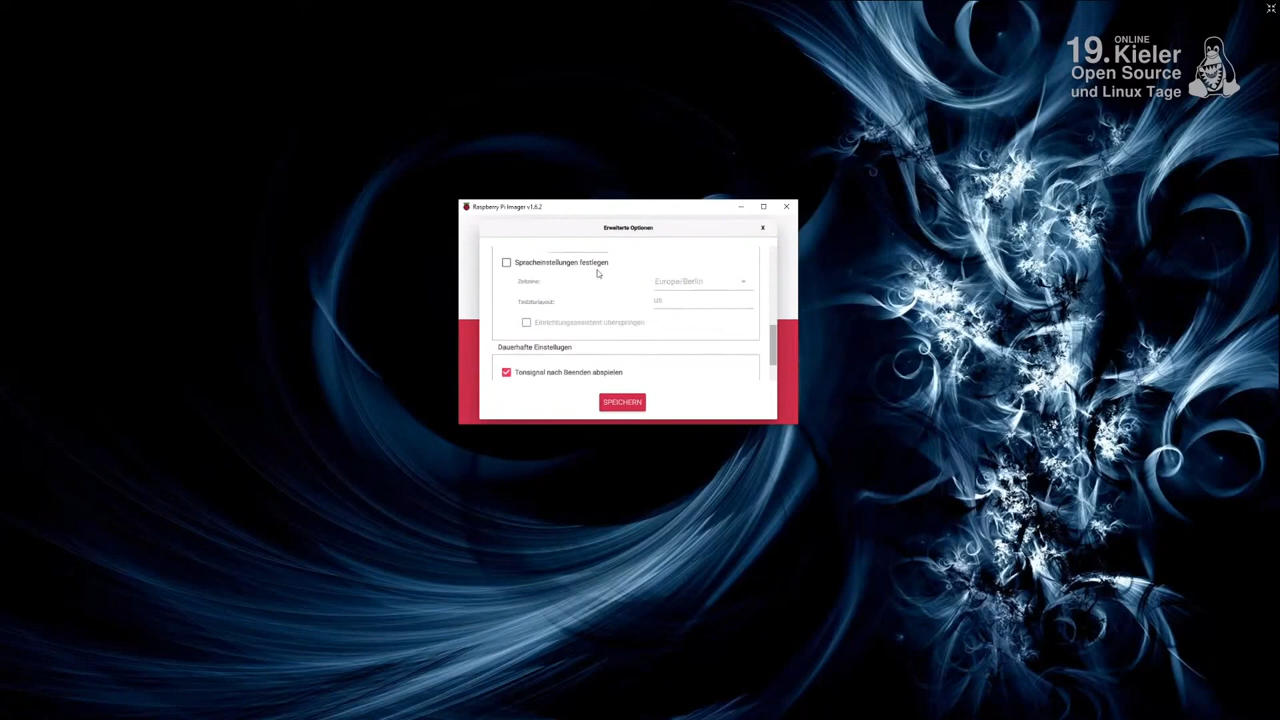 ONLINE
19. Kieler
Open Source
und Linux Tage
Raspberry Pi Imager v1.6.2
Erweiterte Optionen
X
Spracheinstellungen festlegen
Zeitzone:
Europe/Berlin
Tastaturlayout:
us
Einrichtungsassistent überspringen
Dauerhafte Einstellugen
Tonsignal nach Beenden abspielen
SPEICHERN